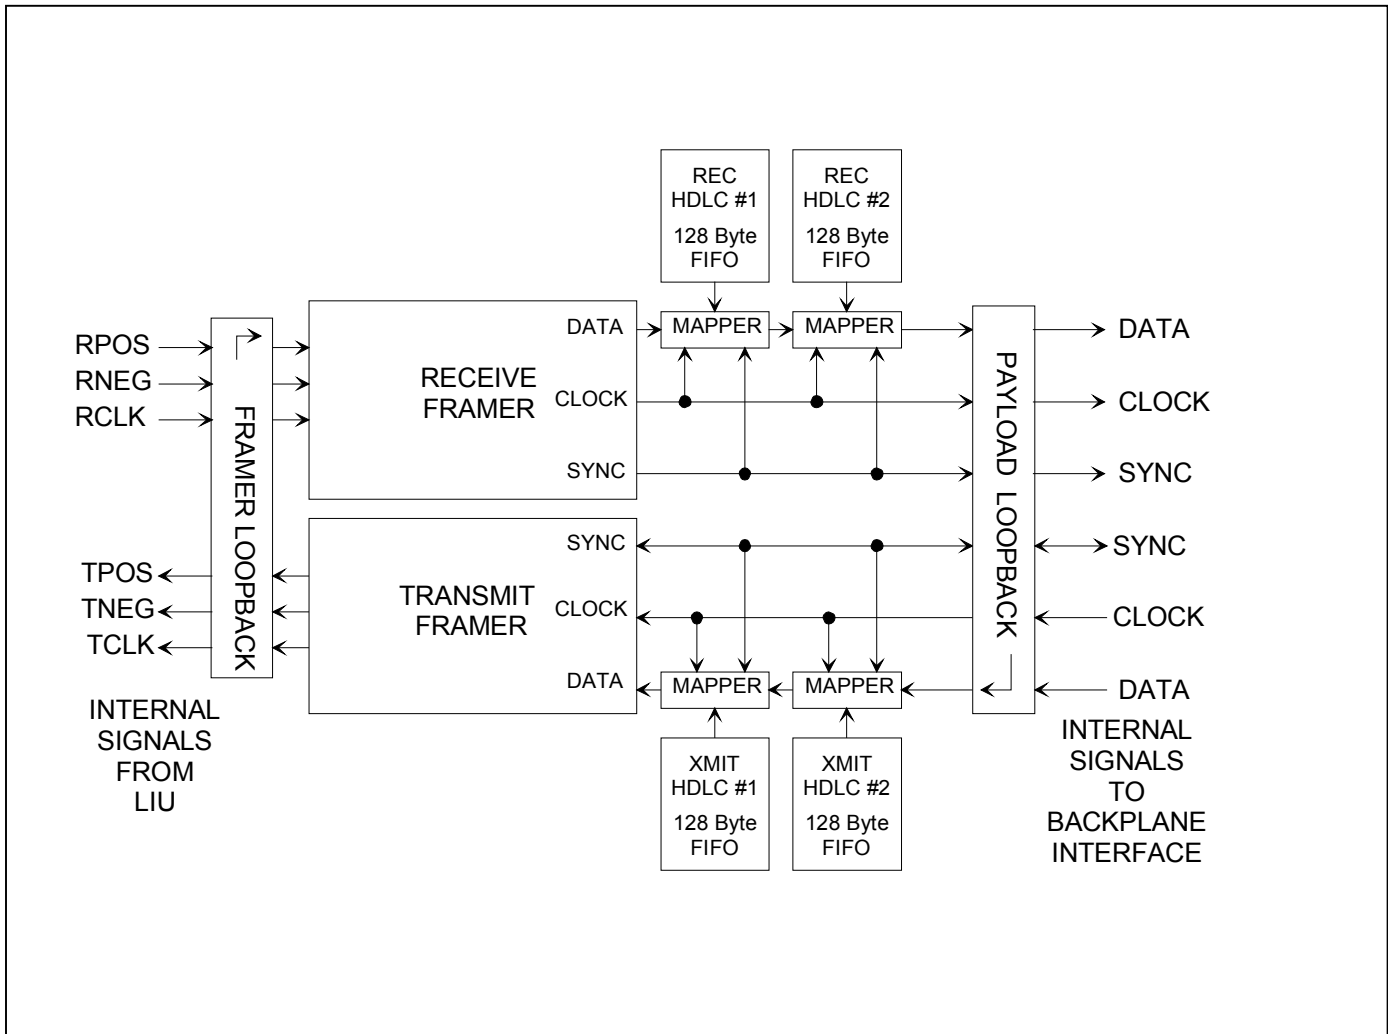 REC
HDLC #1
128 Byte
FIFO
REC
HDLC #2
128 Byte
FIFO
RPOS
RNEG
RCLK
FRAMER LOOPBACK
RECEIVE
FRAMER
DATA
CLOCK
SYNC
MAPPER
MAPPER
PAYLOAD LOOPBACK
DATA
CLOCK
SYNC
SYNC
CLOCK
DATA
TPOS
TNEG
TCLK
TRANSMIT
FRAMER
SYNC
CLOCK
DATA
MAPPER
MAPPER
INTERNAL
SIGNALS
FROM
LIU
XMIT
HDLC #1
128 Byte
FIFO
XMIT
HDLC #2
128 Byte
FIFO
INTERNAL
SIGNALS
TO
BACKPLANE
INTERFACE